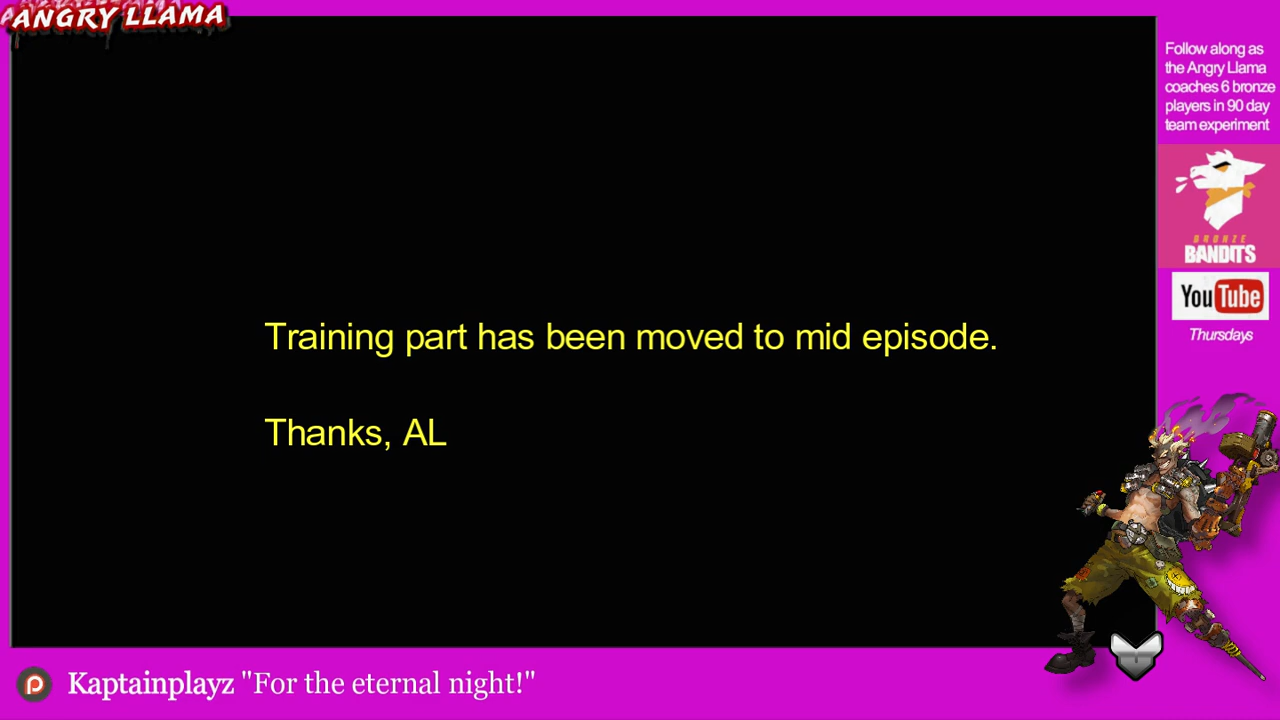 ANGRY LLAMA
Follow along as
the Angry Llama
coaches 6 bronze
players in 90 day
team experiment
BRONZE
BANDITS
YouTube
Thursdays
Training part has been moved to mid episode.
Thanks, AL
Kaptainplayz "For the eternal night!"